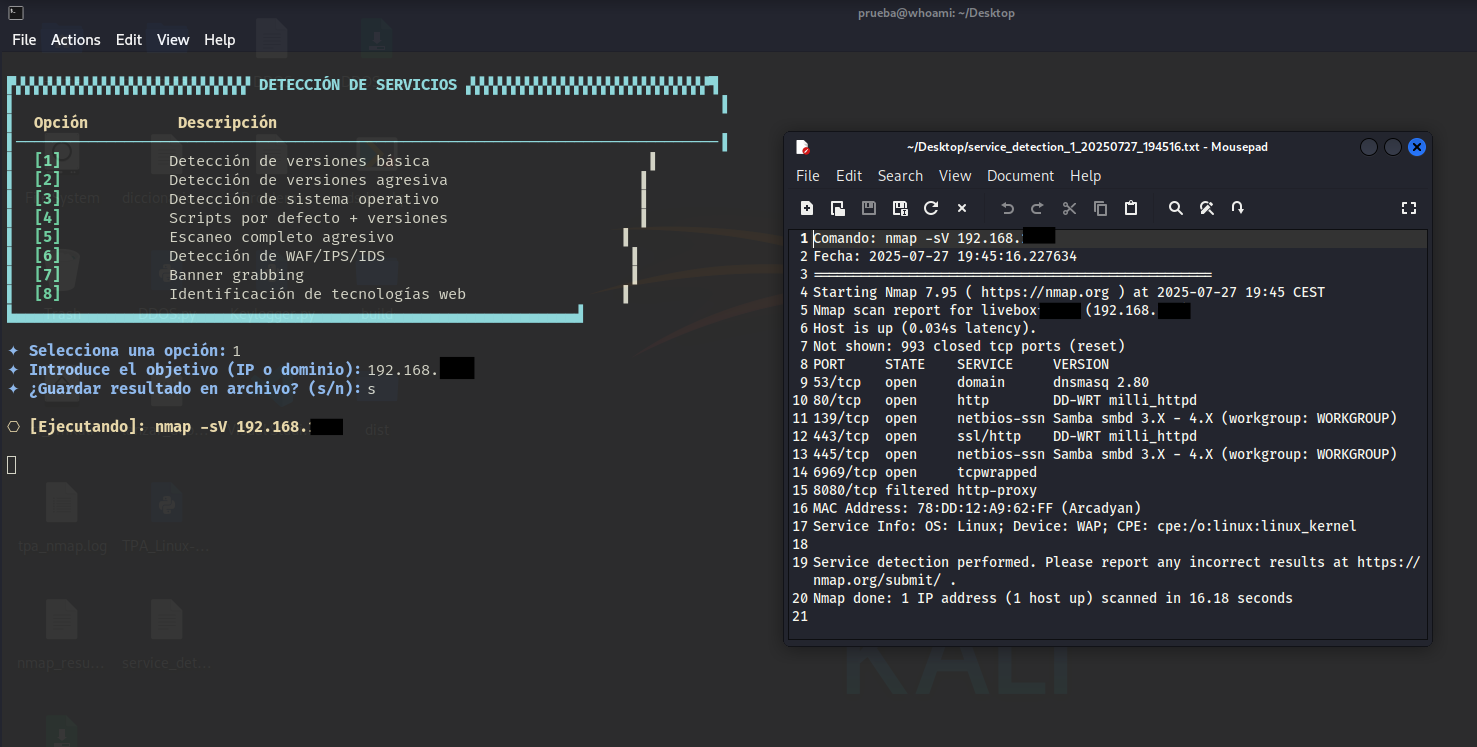 prueba@whoami: ~/Desktop
File Actions Edit View Help
DETECCIÓN DE SERVICIOS
Opción Descripción
[1] Detección de versiones básica
[2] Detección de versiones agresiva
[3] Detección de sistema operativo
[4] Scripts por defecto + versiones
[5] Escaneo completo agresivo
[6] Detección de WAF/IPS/IDS
[7] Banner grabbing
[8] Identificación de tecnologías web
✦ Selecciona una opción: 1
✦ Introduce el objetivo (IP o dominio): 192.168.
✦ ¿Guardar resultado en archivo? (s/n): s
[Ejecutando]: nmap -sV 192.168.
dist
tpa_nmap.log TPA_Linux-...
nmap_resu... service_det...
KALI
~/Desktop/service_detection_1_20250727_194516.txt - Mousepad
File Edit Search View Document Help
1 Comando: nmap -sV 192.168.
2 Fecha: 2025-07-27 19:45:16.227634
3 ==================================================
4 Starting Nmap 7.95 ( https://nmap.org ) at 2025-07-27 19:45 CEST
5 Nmap scan report for livebox (192.168.
6 Host is up (0.034s latency).
7 Not shown: 993 closed tcp ports (reset)
8 PORT STATE SERVICE VERSION
9 53/tcp open domain dnsmasq 2.80
10 80/tcp open http DD-WRT milli_httpd
11 139/tcp open netbios-ssn Samba smbd 3.X - 4.X (workgroup: WORKGROUP)
12 443/tcp open ssl/http DD-WRT milli_httpd
13 445/tcp open netbios-ssn Samba smbd 3.X - 4.X (workgroup: WORKGROUP)
14 6969/tcp open tcpwrapped
15 8080/tcp filtered http-proxy
16 MAC Address: 78:DD:12:A9:62:FF (Arcadyan)
17 Service Info: OS: Linux; Device: WAP; CPE: cpe:/o:linux:linux_kernel
18
19 Service detection performed. Please report any incorrect results at https://
nmap.org/submit/ .
20 Nmap done: 1 IP address (1 host up) scanned in 16.18 seconds
21